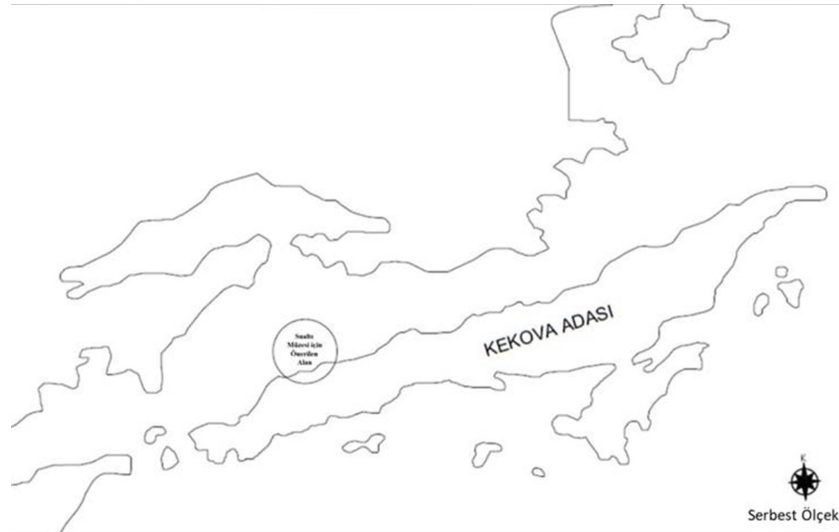 Sualtı
Müzesi için
Önerilen
Alan
KEKOVA ADASI
K
Serbest Ölçek